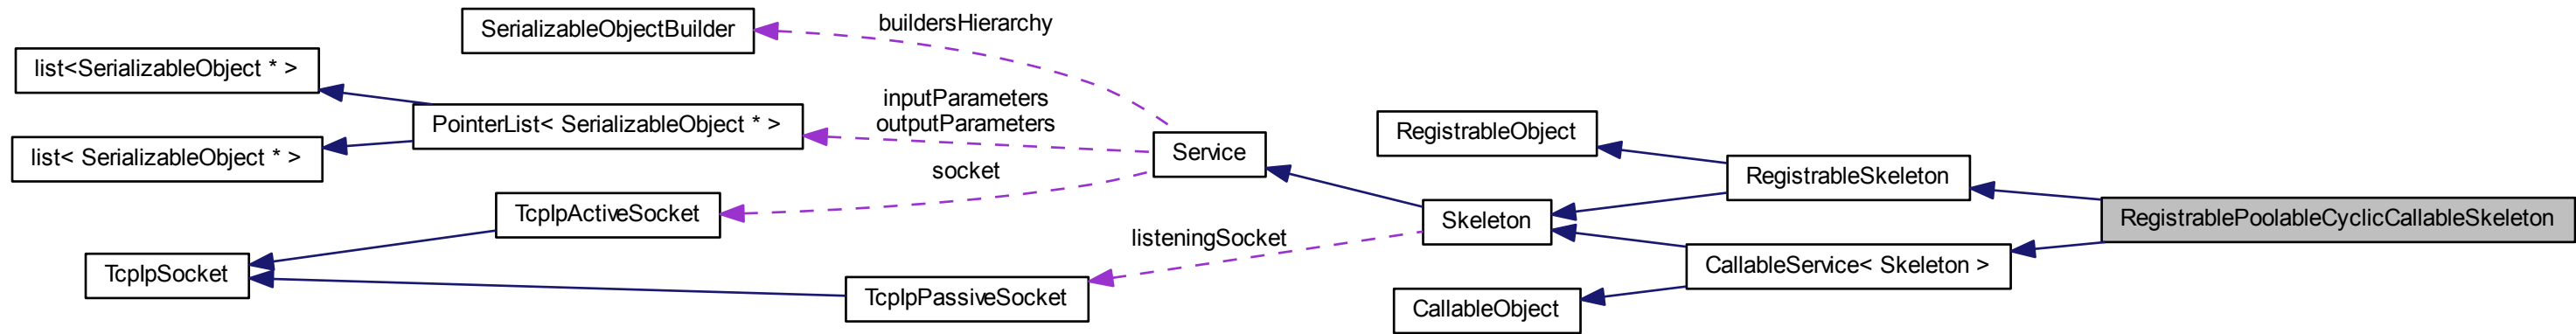 SerializableObjectBuilder
buildersHierarchy
list<SerializableObject * >
inputParameters
outputParameters
PointerList< SerializableObject * >
list< SerializableObject * >
socket
Service
RegistrableObject
RegistrableSkeleton
TcpIpActiveSocket
Skeleton
RegistrablePoolableCyclicCallableSkeleton
listeningSocket
TcpIpSocket
CallableService< Skeleton >
TcpIpPassiveSocket
CallableObject